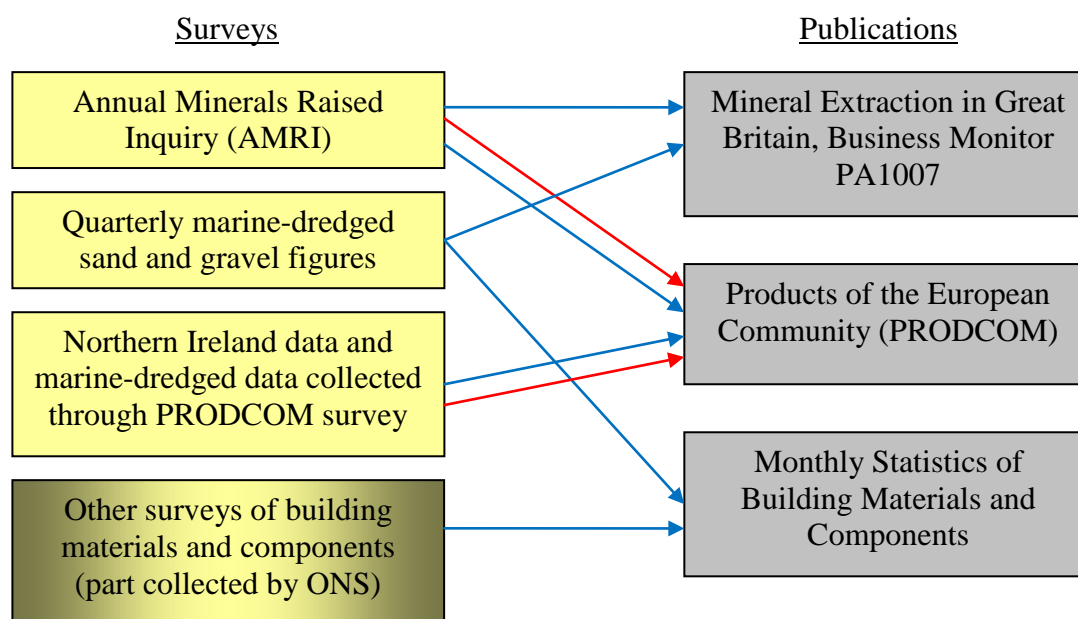 Surveys
Publications
Annual Minerals Raised
Inquiry (AMRI)
Quarterly marine-dredged
sand and gravel figures
Northern Ireland data and
marine-dredged data collected
through PRODCOM survey
Other surveys of building
materials and components
(part collected by ONS)
Mineral Extraction in Great
Britain, Business Monitor
PA1007
Products of the European
Community (PRODCOM)
Monthly Statistics of
Building Materials and
Components